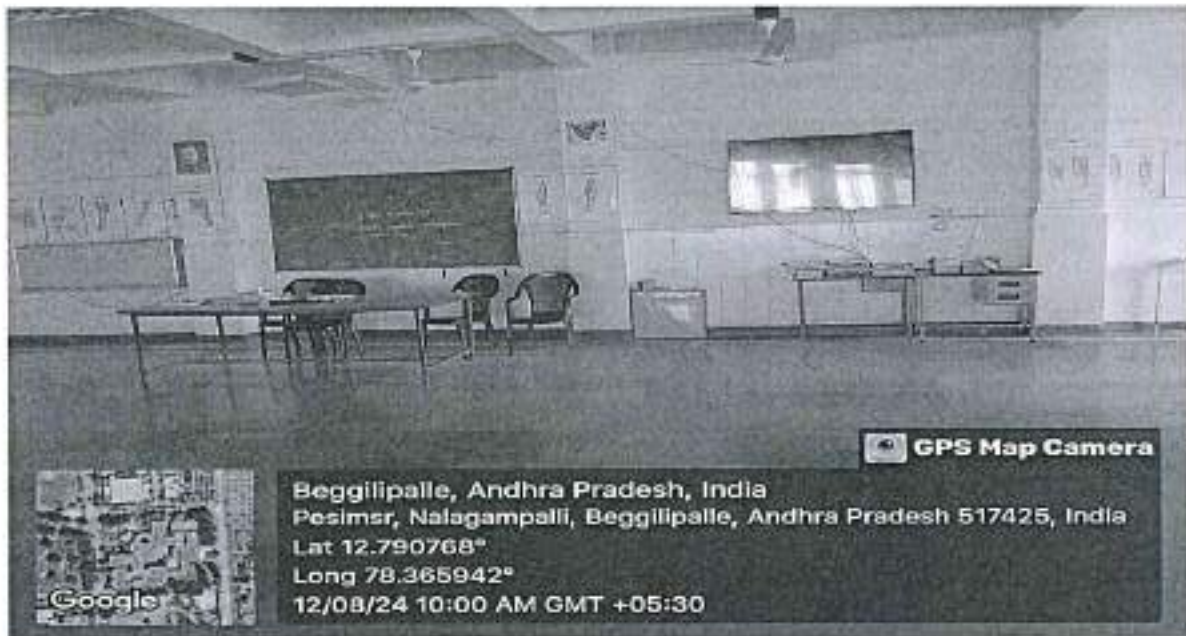 GPS Map Camera
Beggilipalle, Andhra Pradesh, India
Pesimsr, Nalagampalli, Beggilipalle, Andhra Pradesh 517425, India
Lat 12.790768°
Long 78.365942°
12/08/24 10:00 AM GMT +05:30
Google